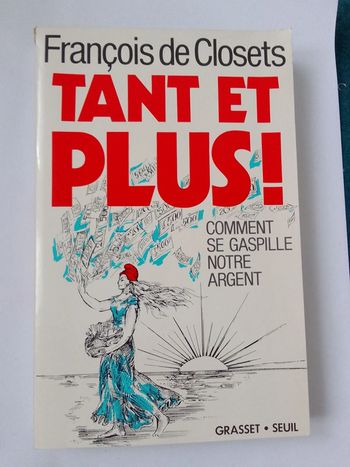 François de Closets
TANT ET
PLUS!
COMMENT
SE GASPILLE
NOTRE
ARGENT
GRASSET • SEUIL